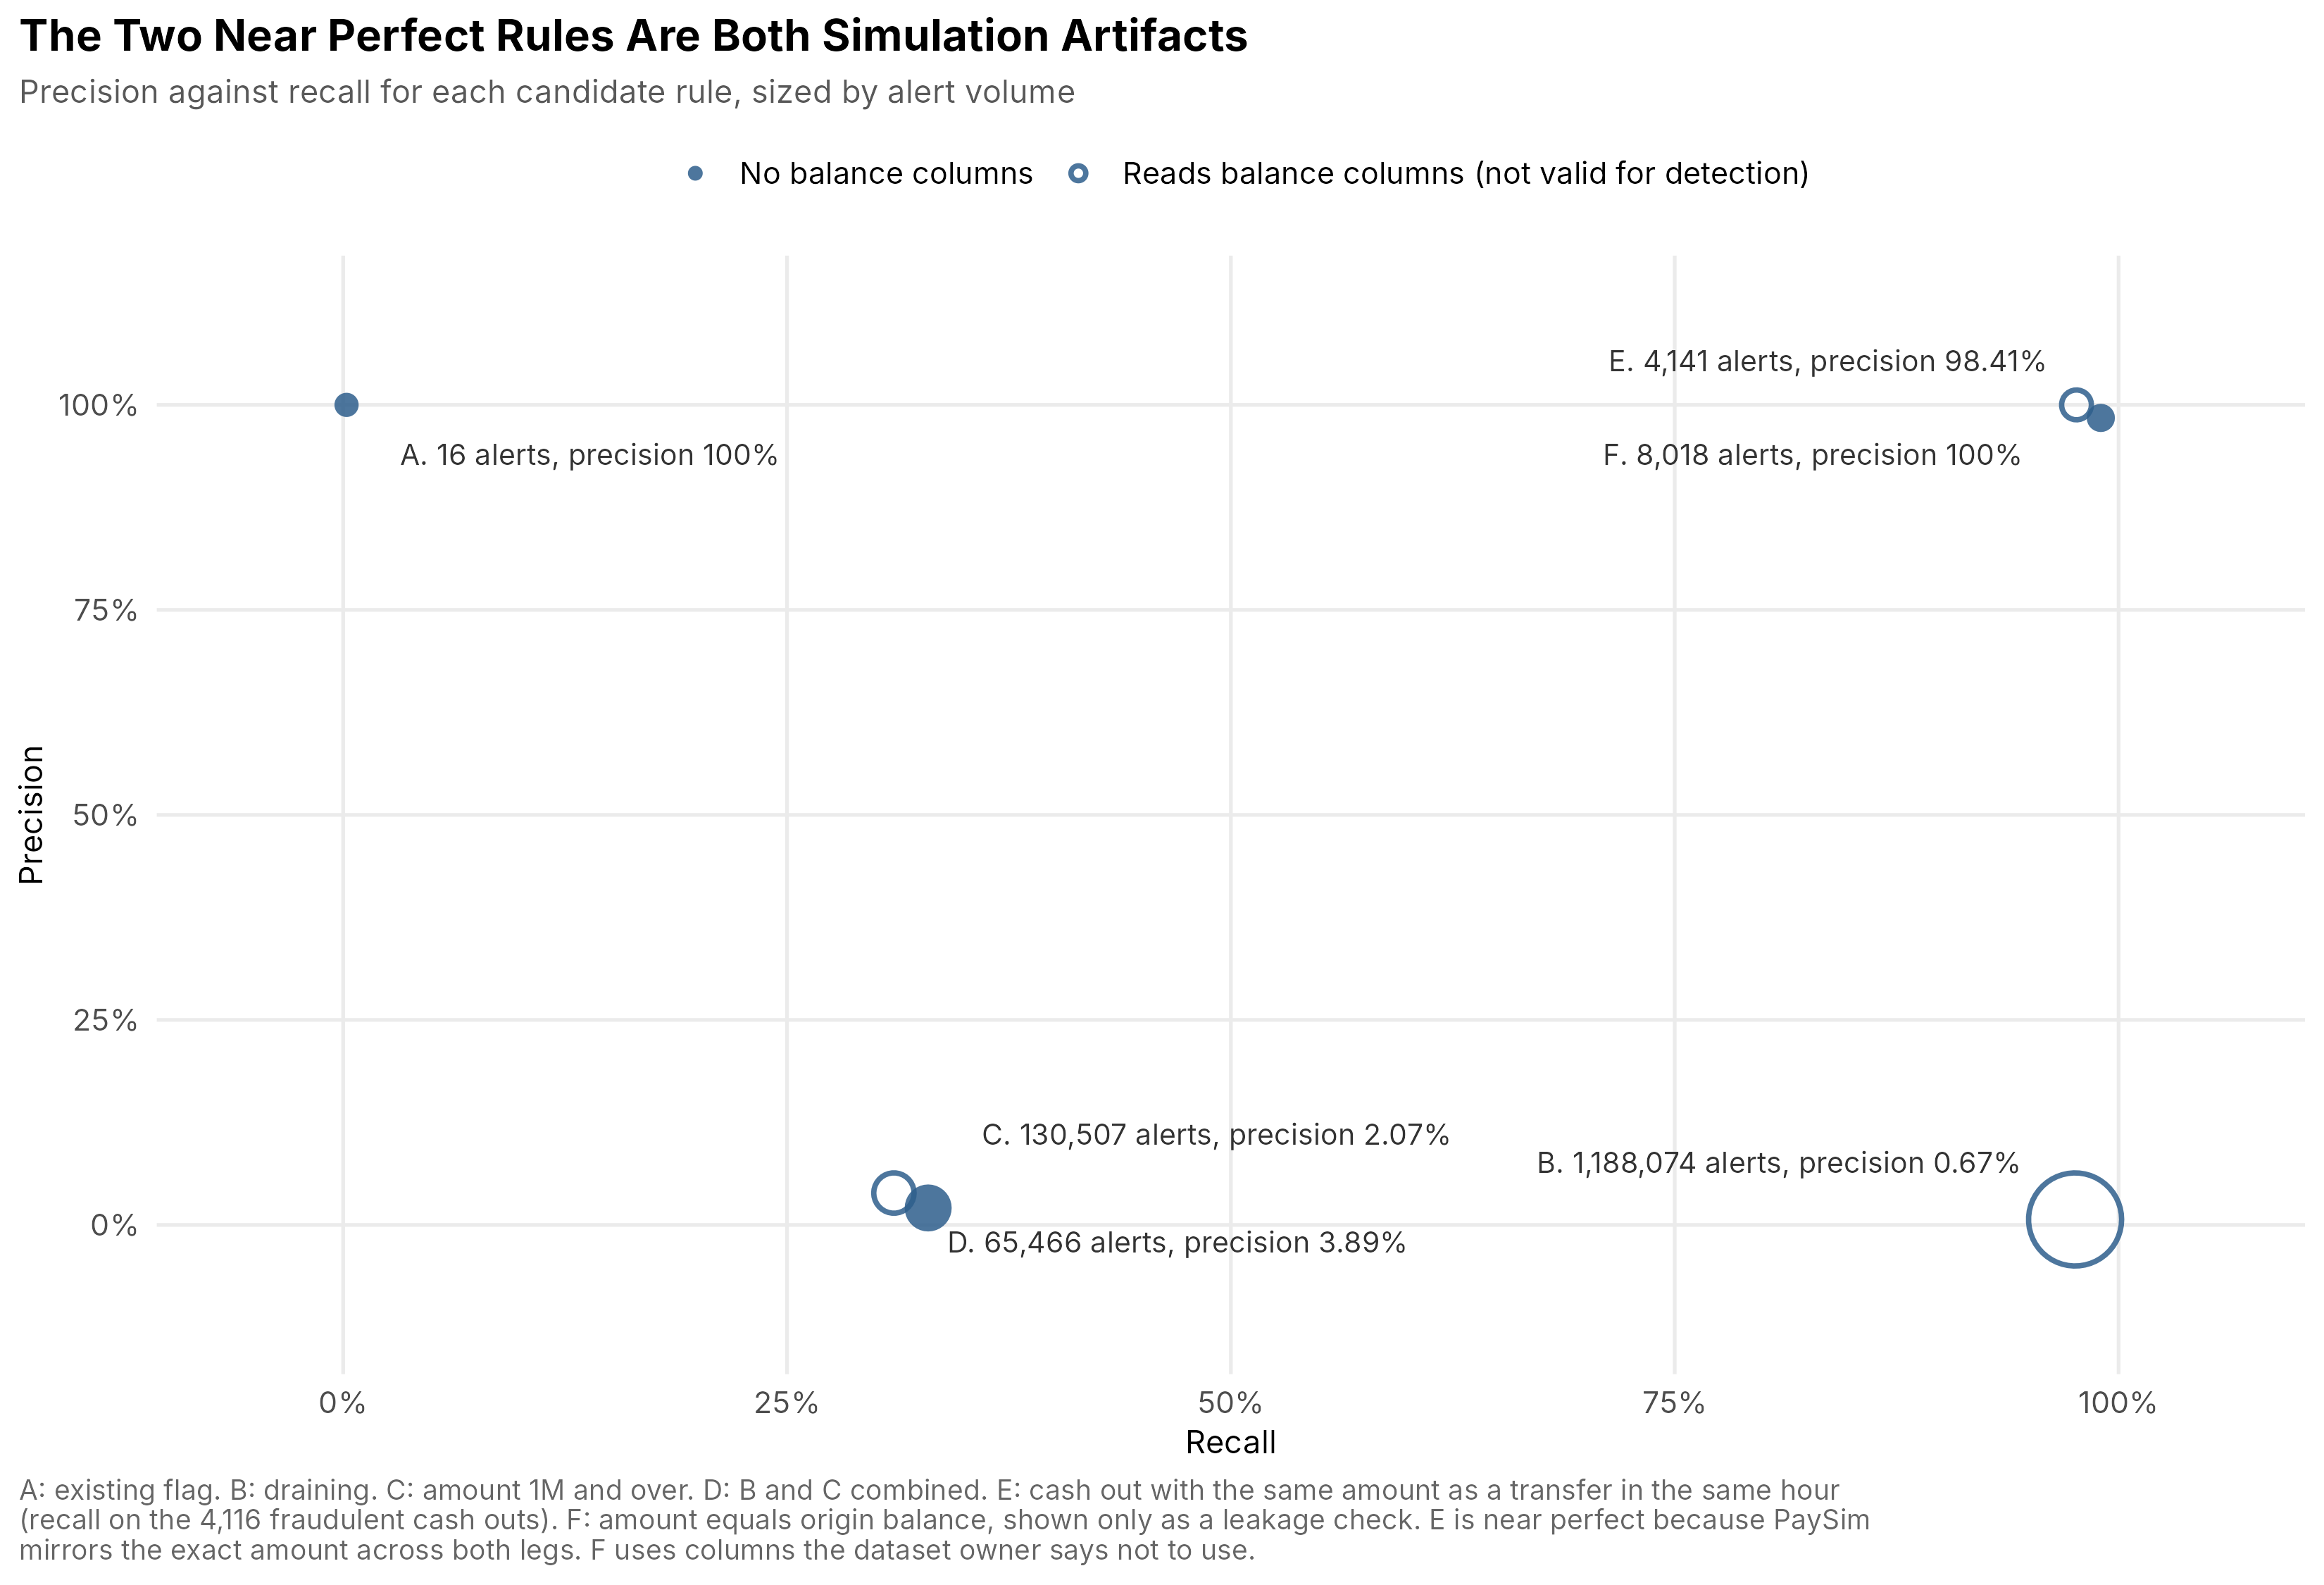 The Two Near Perfect Rules Are Both Simulation Artifacts
Precision against recall for each candidate rule, sized by alert volume
No balance columns
Reads balance columns (not valid for detection)
E. 4,141 alerts, precision 98.41%
100%
A. 16 alerts, precision 100%
F. 8,018 alerts, precision 100%
75%
Precision
50%
25%
C. 130,507 alerts, precision 2.07%
B. 1,188,074 alerts, precision 0.67%
0%
D. 65,466 alerts, precision 3.89%
0%
25%
50%
75%
100%
Recall
A: existing flag. B: draining. C: amount 1M and over. D: B and C combined. E: cash out with the same amount as a transfer in the same hour
(recall on the 4,116 fraudulent cash outs). F: amount equals origin balance, shown only as a leakage check. E is near perfect because PaySim
mirrors the exact amount across both legs. F uses columns the dataset owner says not to use.